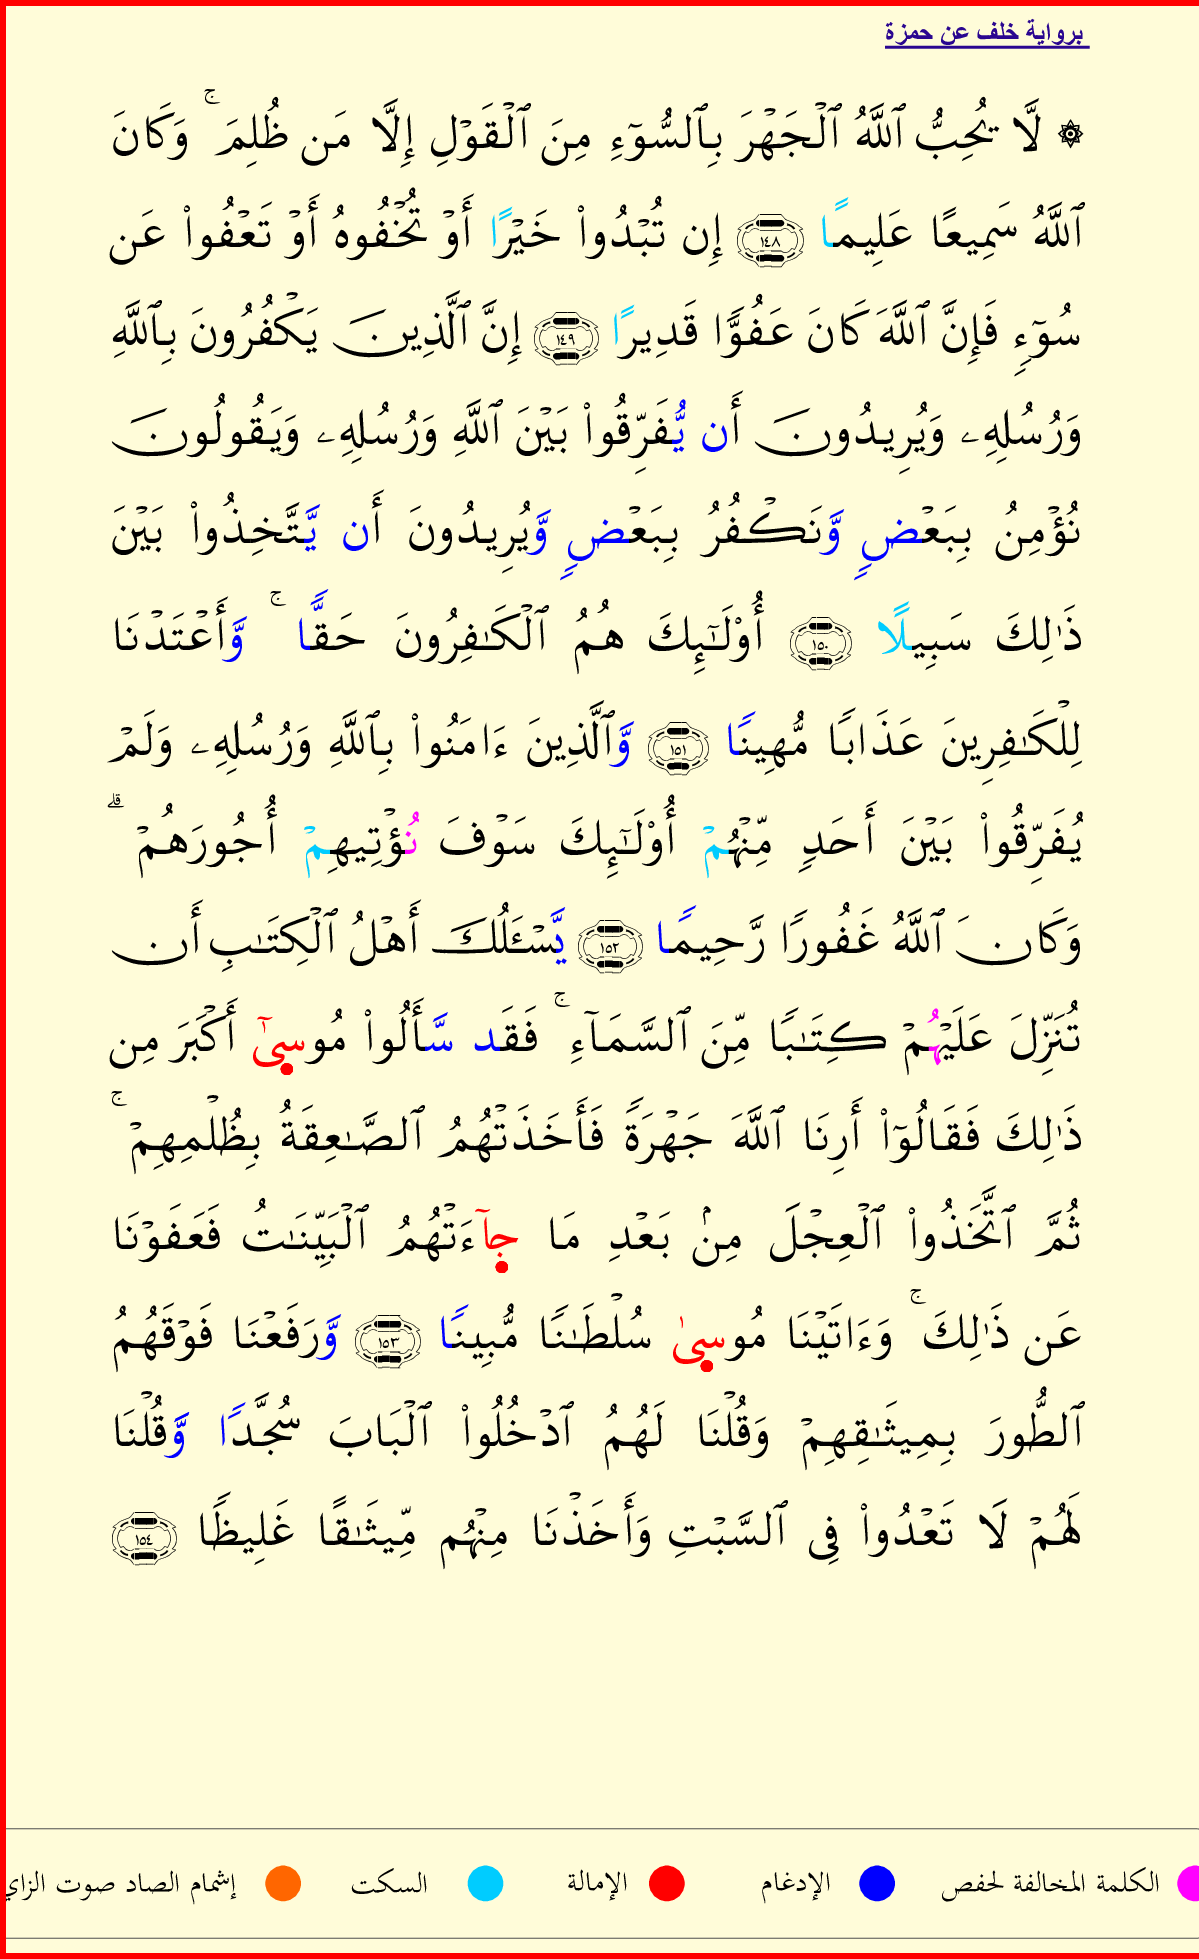 برواية خلف عن حمزة
۞ لَّا يُحِبُّ ٱللَّهُ ٱلۡجَهۡرَ بِٱلسُّوٓءِ مِنَ ٱلۡقَوۡلِ إِلَّا مَن ظُلِمَۚ وَكَانَ
ٱللَّهُ سَمِيعًا عَلِيمًا ١٤٨ إِن تُبۡدُواْ خَيۡرًا أَوۡ تُخۡفُوهُ أَوۡ تَعۡفُواْ عَن
سُوٓءٖ فَإِنَّ ٱللَّهَ كَانَ عَفُوًّا قَدِيرًا ١٤٩ إِنَّ ٱلَّذِينَ يَكۡفُرُونَ بِٱللَّهِ
وَرُسُلِهِۦ وَيُرِيدُونَ أَن يُّفَرِّقُواْ بَيۡنَ ٱللَّهِ وَرُسُلِهِۦ وَيَقُولُونَ
نُؤۡمِنُ بِبَعۡضٖ وَّنَكۡفُرُ بِبَعۡضٖ وَّيُرِيدُونَ أَن يَّتَّخِذُواْ بَيۡنَ
ذَٰلِكَ سَبِيلًا ١٥٠ أُوْلَـٰٓئِكَ هُمُ ٱلۡكَـٰفِرُونَ حَقًّاۚ وَّأَعۡتَدۡنَا
لِلۡكَـٰفِرِينَ عَذَابًا مُّهِينًا ١٥١ وَّٱلَّذِينَ ءَامَنُواْ بِٱللَّهِ وَرُسُلِهِۦ وَلَمۡ
يُفَرِّقُواْ بَيۡنَ أَحَدٖ مِّنۡهُمۡ أُوْلَـٰٓئِكَ سَوۡفَ نُؤۡتِيهِمۡ أُجُورَهُمۡۗ
وَكَانَ ٱللَّهُ غَفُورًا رَّحِيمًا ١٥٢ يَّسۡـَٔلُكَ أَهۡلُ ٱلۡكِتَـٰبِ أَن
تُنَزِّلَ عَلَيۡهُمۡ كِتَـٰبًا مِّنَ ٱلسَّمَآءِۚ فَقَد سَّأَلُواْ مُوسىٰٓ أَكۡبَرَ مِن
ذَٰلِكَ فَقَالُوٓاْ أَرِنَا ٱللَّهَ جَهۡرَةً فَأَخَذَتۡهُمُ ٱلصَّـٰعِقَةُ بِظُلۡمِهِمۡۚ
ثُمَّ ٱتَّخَذُواْ ٱلۡعِجۡلَ مِنۢ بَعۡدِ مَا جآءَتۡهُمُ ٱلۡبَيِّنَـٰتُ فَعَفَوۡنَا
عَن ذَٰلِكَۚ وَءَاتَيۡنَا مُوسىٰ سُلۡطَـٰنًا مُّبِينًا ١٥٣ وَّرَفَعۡنَا فَوۡقَهُمُ
ٱلطُّورَ بِمِيثَـٰقِهِمۡ وَقُلۡنَا لَهُمُ ٱدۡخُلُواْ ٱلۡبَابَ سُجَّدًا وَّقُلۡنَا
لَهُمۡ لَا تَعۡدُواْ فِى ٱلسَّبۡتِ وَأَخَذۡنَا مِنۡهُم مِّيثَـٰقًا غَلِيظًا ١٥٤
الكلمة المخالفة لحفص الإدغام الإمالة السكت إشمام الصاد صوت الزاي